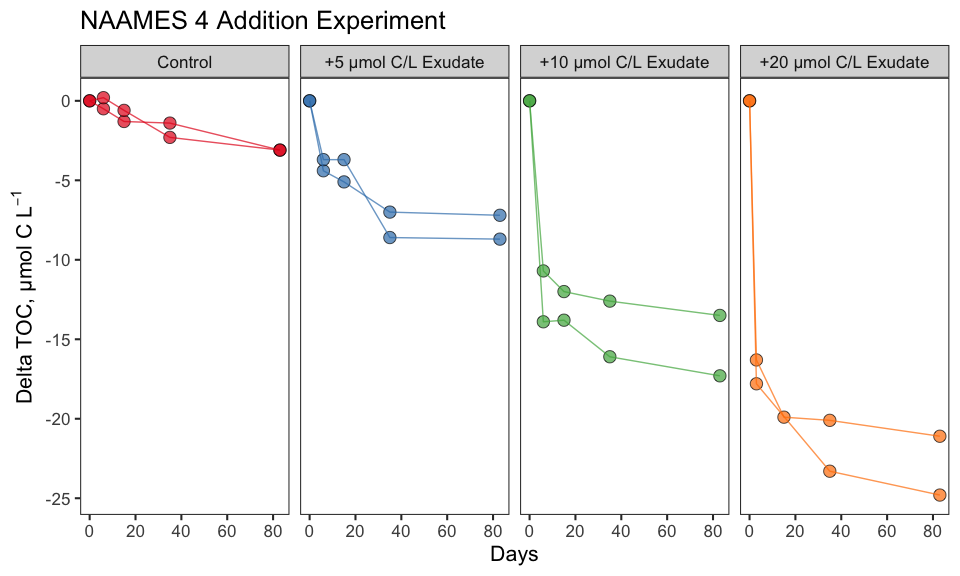 NAAMES 4 Addition Experiment
Control
+5 μmol C/L Exudate
+10 μmol C/L Exudate
+20 μmol C/L Exudate
Delta TOC, μmol C L⁻¹
0
-5
-10
-15
-20
-25
0 20 40 60 80
0 20 40 60 80
0 20 40 60 80
0 20 40 60 80
Days